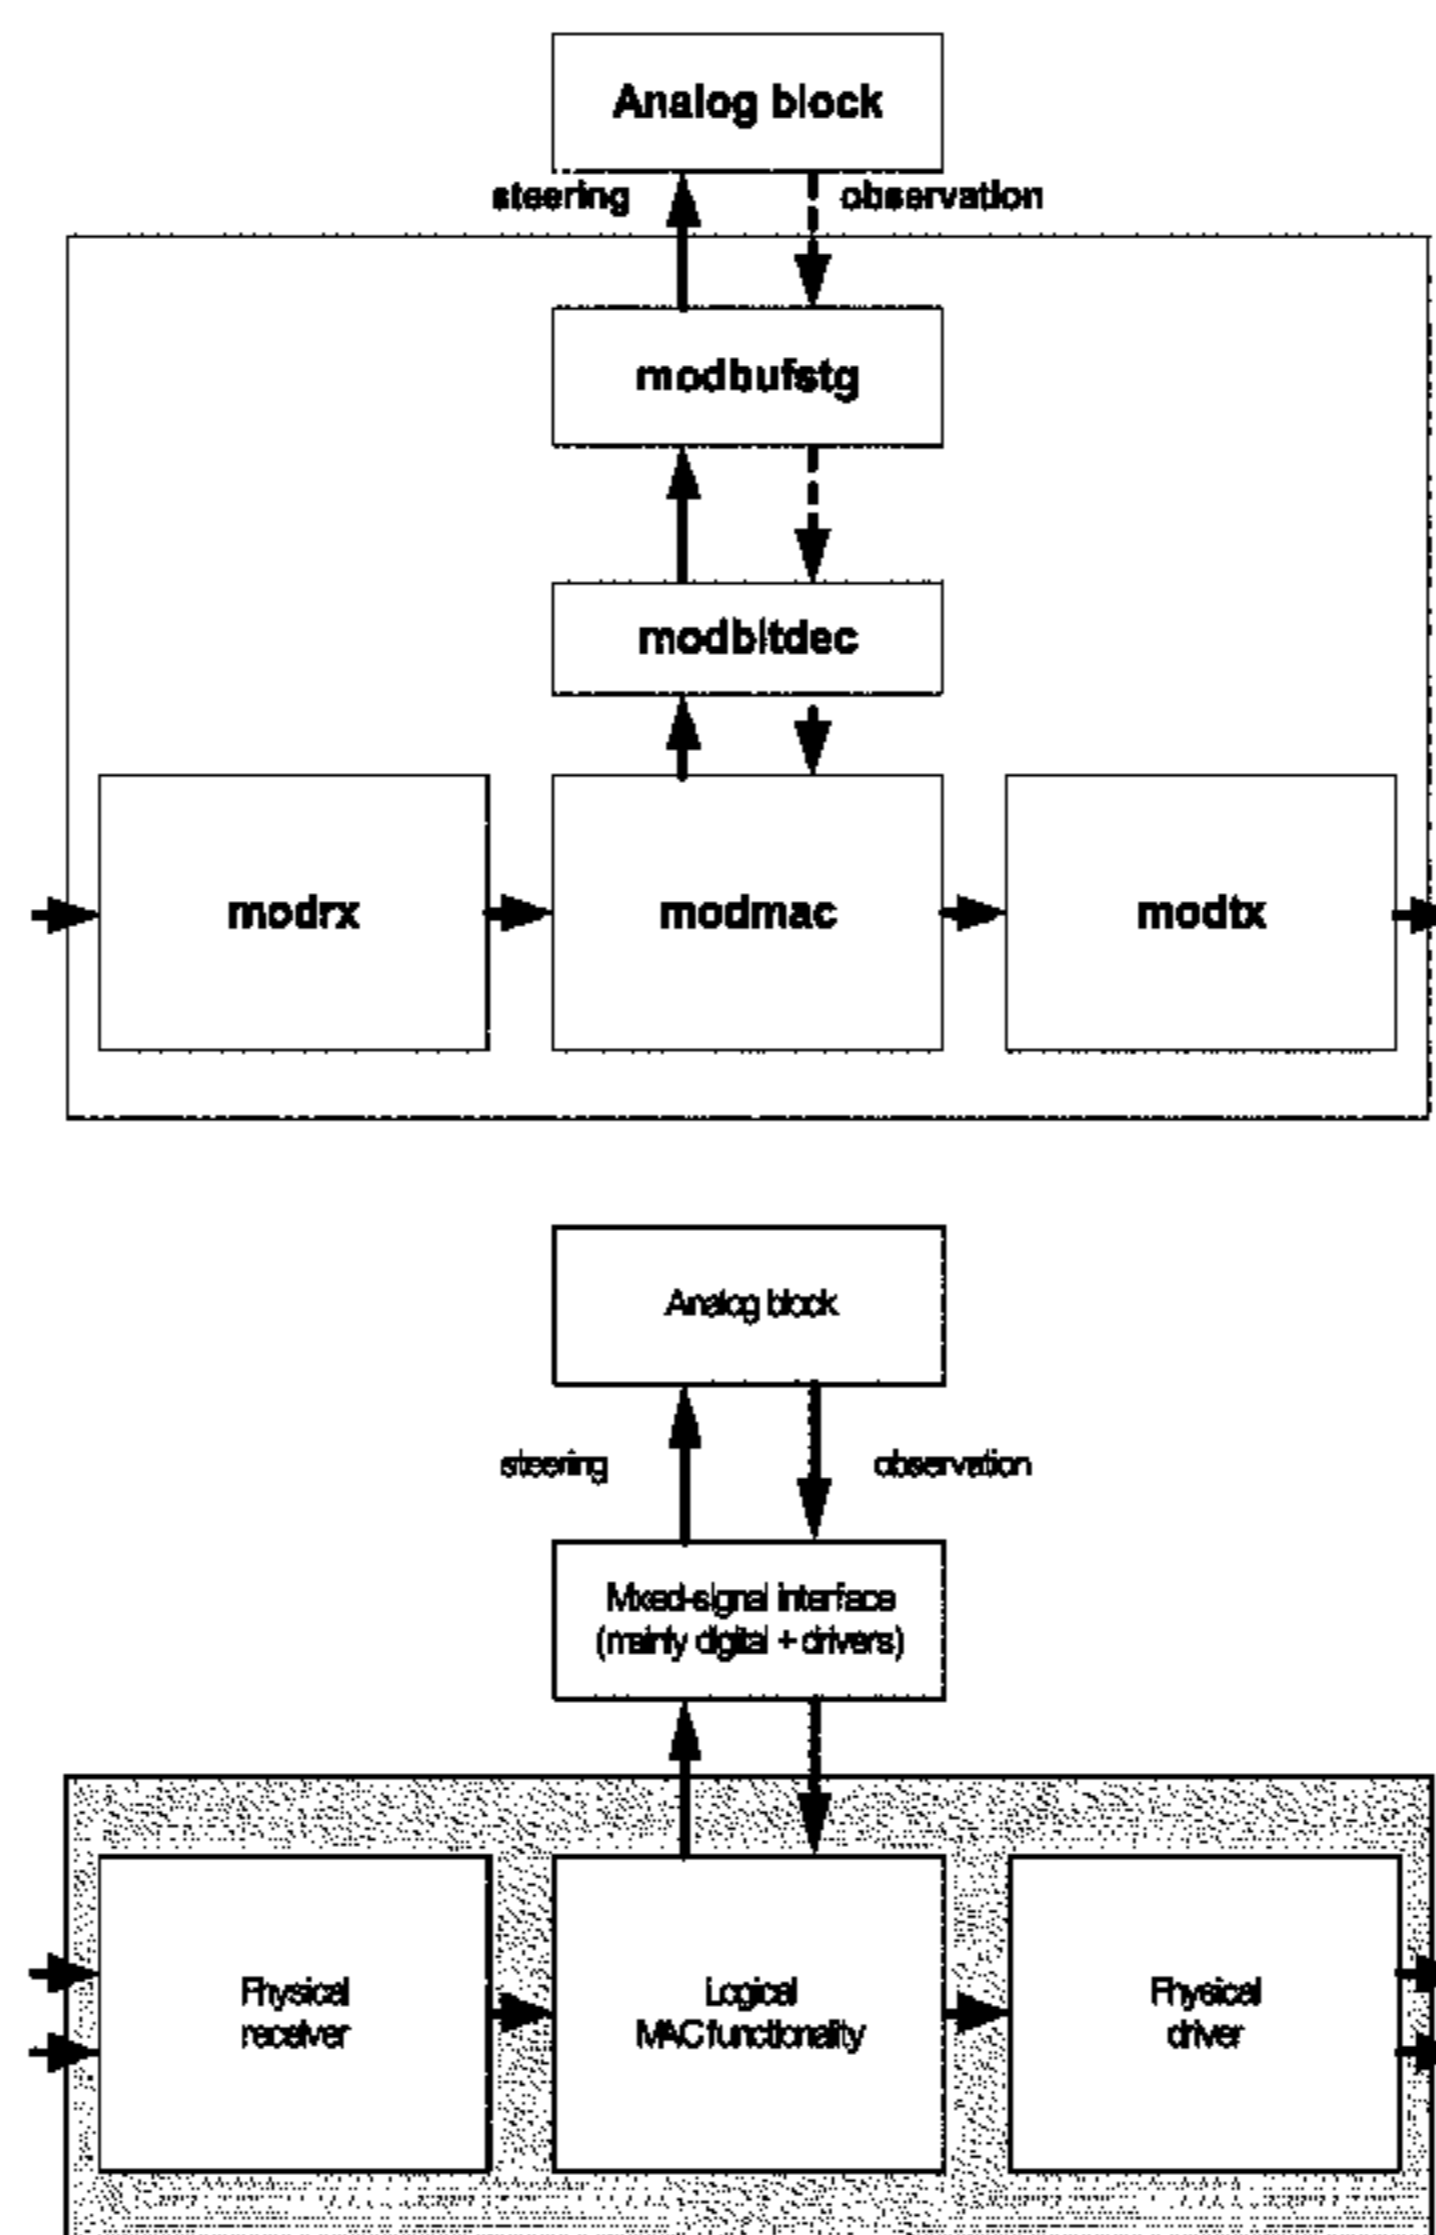 Analog block
steering
observation
modbufstg
modbitdec
modrx
modmac
modtx
Analog block
steering
observation
Mixed-signal interface
(mainly digital + drivers)
Physical
receiver
Logical
MAC functionality
Physical
driver